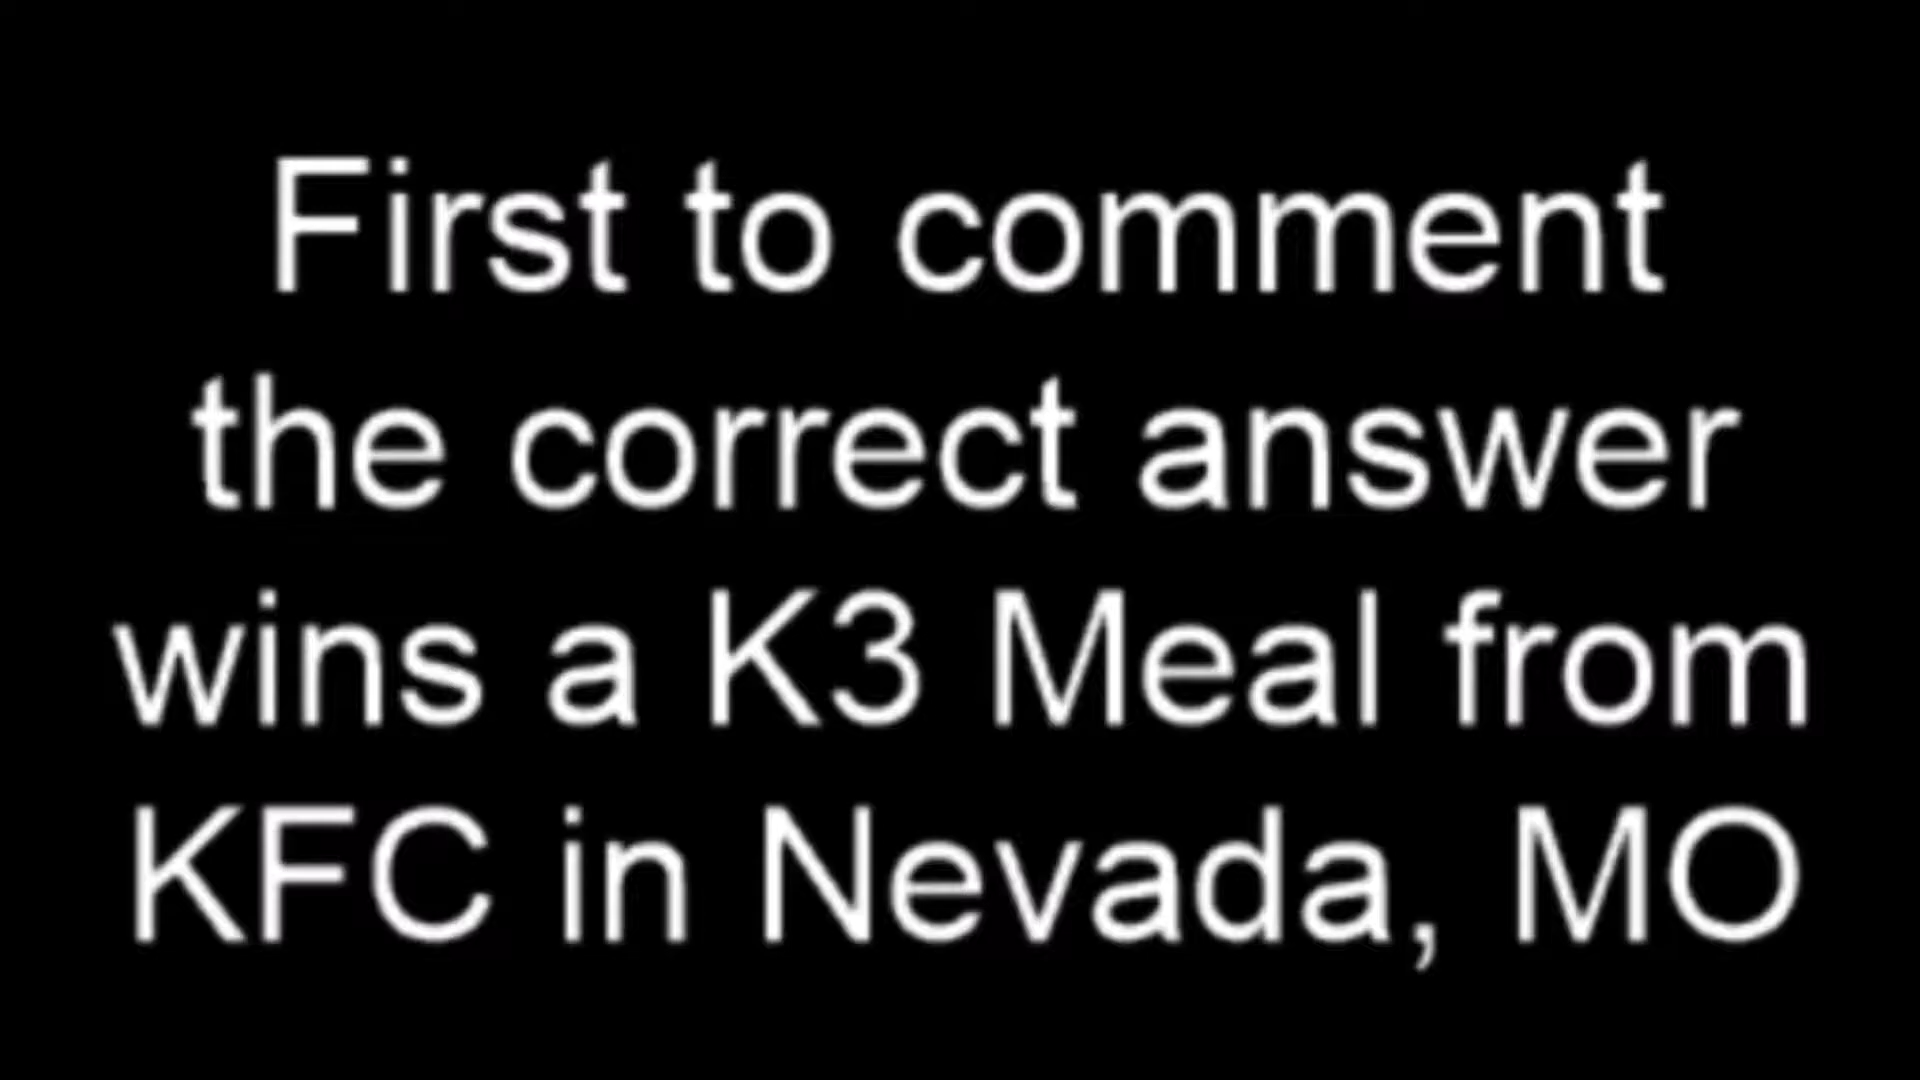 First to comment
the correct answer
wins a K3 Meal from
KFC in Nevada, MO